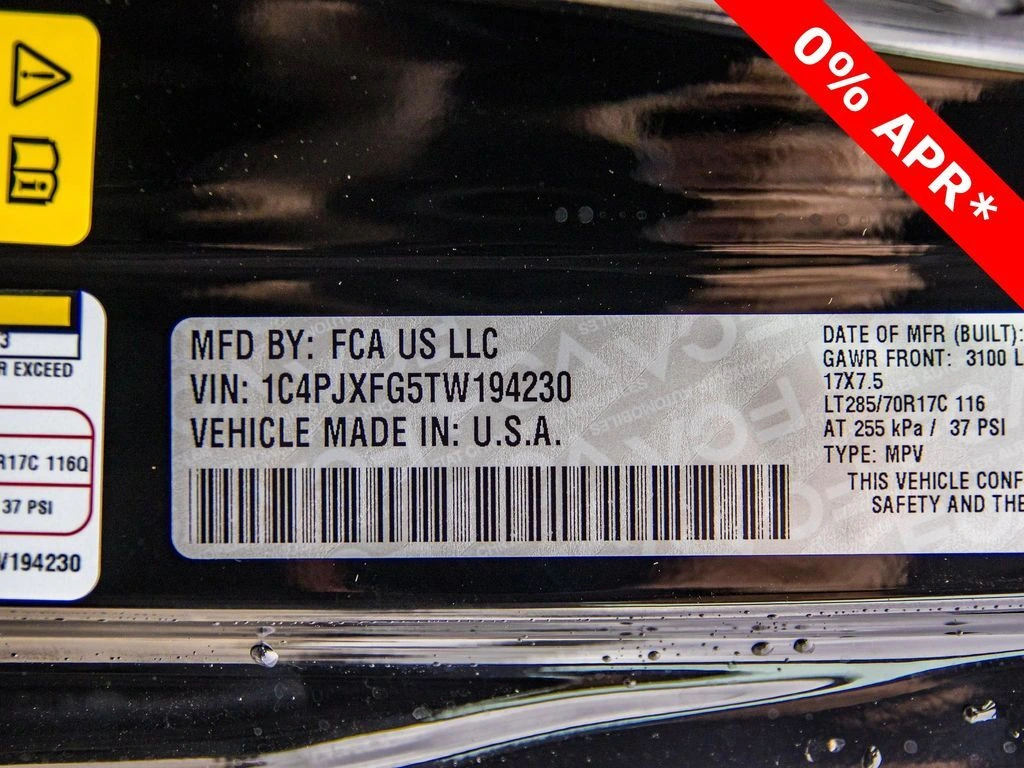 0% APR*
3
R EXCEED
R17C 116Q
37 PSI
W194230
MFD BY: FCA US LLC
VIN: 1C4PJXFG5TW194230
VEHICLE MADE IN: U.S.A.
DATE OF MFR (BUILT):
GAWR FRONT: 3100 L
17X7.5
LT285/70R17C 116
AT 255 kPa / 37 PSI
TYPE: MPV
THIS VEHICLE CONF
SAFETY AND THE